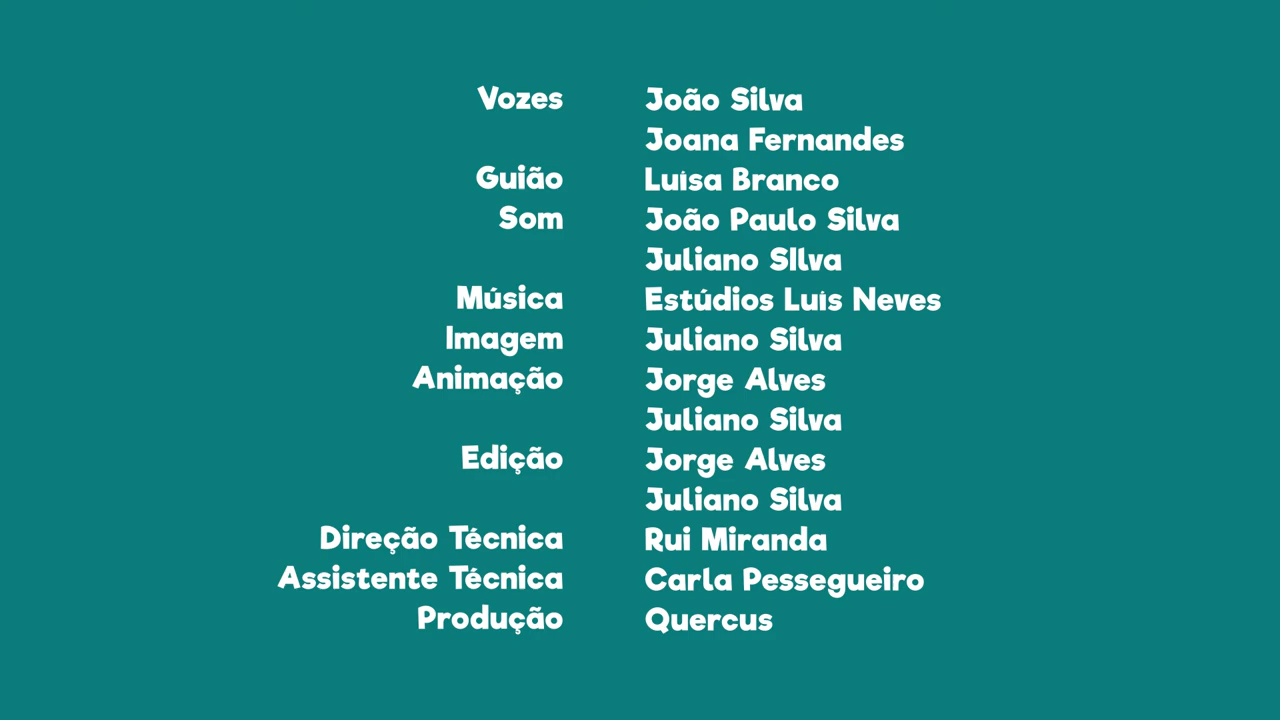 Vozes João Silva
Joana Fernandes
Guião Luísa Branco
Som João Paulo Silva
Juliano SIlva
Música Estúdios Luís Neves
Imagem Juliano Silva
Animação Jorge Alves
Juliano Silva
Edição Jorge Alves
Juliano Silva
Direção Técnica Rui Miranda
Assistente Técnica Carla Pessegueiro
Produção Quercus